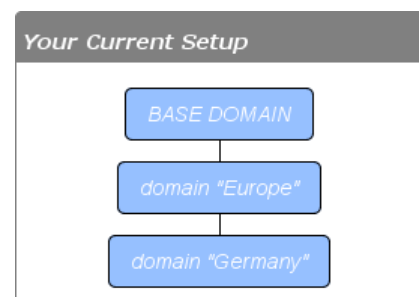 Your Current Setup
BASE DOMAIN
domain "Europe"
domain "Germany"